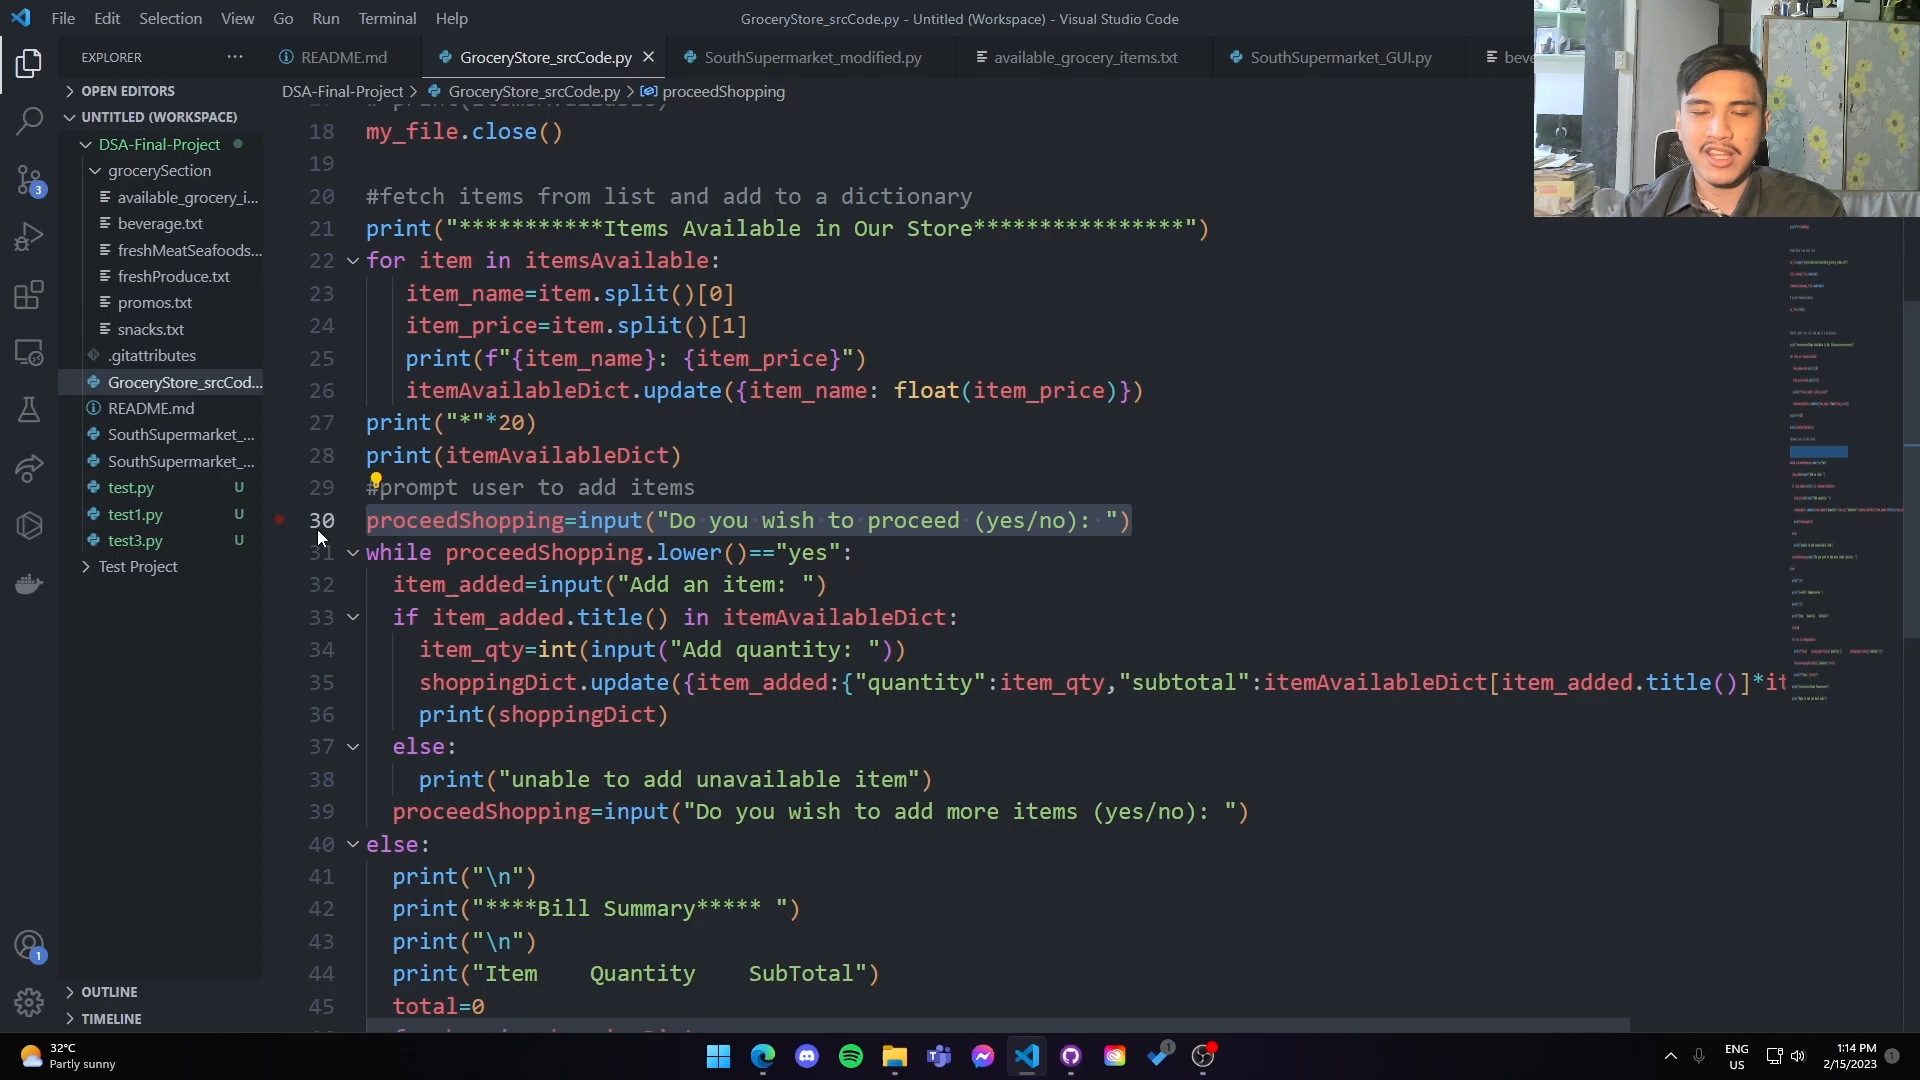 File Edit Selection View Go Run Terminal Help
GroceryStore_srcCode.py - Untitled (Workspace) - Visual Studio Code
EXPLORER
README.md
GroceryStore_srcCode.py
SouthSupermarket_modified.py
available_grocery_items.txt
SouthSupermarket_GUI.py
beve
OPEN EDITORS
UNTITLED (WORKSPACE)
DSA-Final-Project
grocerySection
available_grocery_i...
beverage.txt
freshMeatSeafoods...
freshProduce.txt
promos.txt
snacks.txt
.gitattributes
GroceryStore_srcCod...
README.md
SouthSupermarket_...
SouthSupermarket_...
test.py U
test1.py U
test3.py U
Test Project
OUTLINE
TIMELINE
3
1
DSA-Final-Project > GroceryStore_srcCode.py > proceedShopping
18 my_file.close()
19
20 #fetch items from list and add to a dictionary
21 print("***********Items Available in Our Store****************")
22 for item in itemsAvailable:
23 item_name=item.split()[0]
24 item_price=item.split()[1]
25 print(f"{item_name}: {item_price}")
26 itemAvailableDict.update({item_name: float(item_price)})
27 print("*"*20)
28 print(itemAvailableDict)
29 #prompt user to add items
30 proceedShopping=input("Do you wish to proceed (yes/no): ")
31 while proceedShopping.lower()=="yes":
32 item_added=input("Add an item: ")
33 if item_added.title() in itemAvailableDict:
34 item_qty=int(input("Add quantity: "))
35 shoppingDict.update({item_added:{"quantity":item_qty,"subtotal":itemAvailableDict[item_added.title()]*it
36 print(shoppingDict)
37 else:
38 print("unable to add unavailable item")
39 proceedShopping=input("Do you wish to add more items (yes/no): ")
40 else:
41 print("\n")
42 print("****Bill Summary***** ")
43 print("\n")
44 print("Item    Quantity    SubTotal")
45 total=0
32°C
Partly sunny
1
ENG
US
1:14 PM
2/15/2023
1